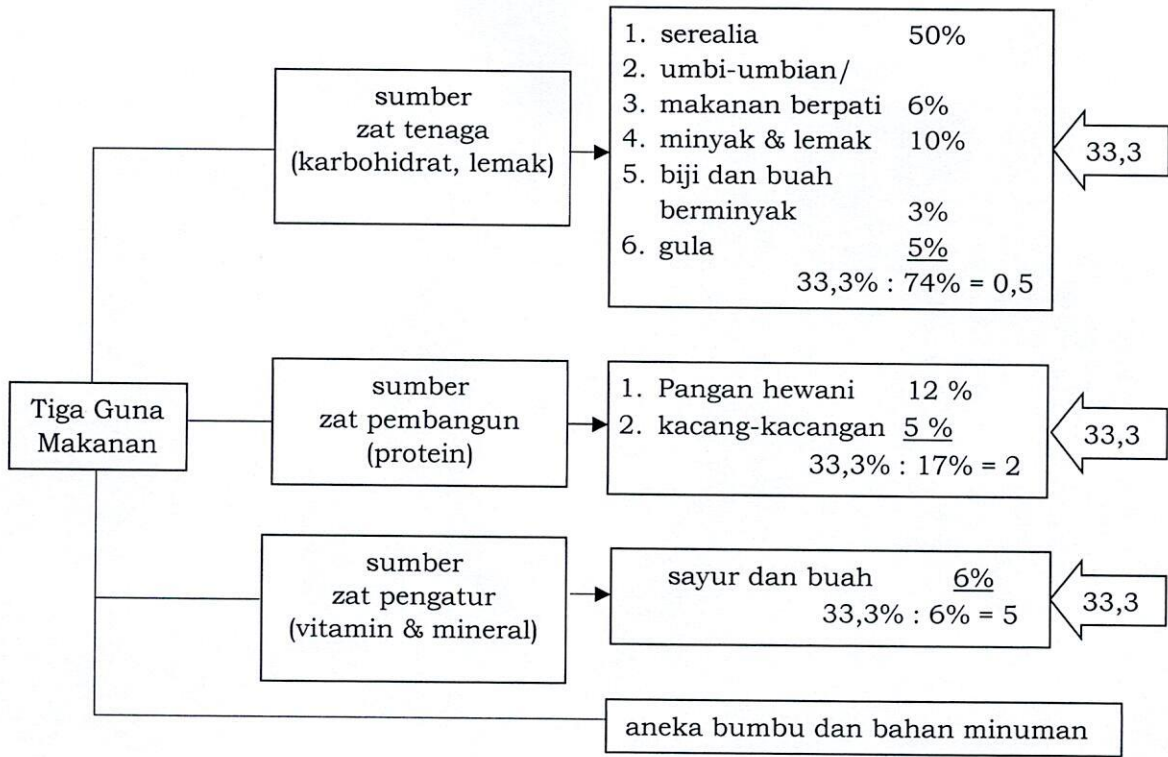 Tiga Guna
Makanan
sumber
zat tenaga
(karbohidrat, lemak)
1. serealia 50%
2. umbi-umbian/
3. makanan berpati 6%
4. minyak & lemak 10%
5. biji dan buah
berminyak 3%
6. gula 5%
33,3% : 74% = 0,5
33,3
sumber
zat pembangun
(protein)
1. Pangan hewani 12 %
2. kacang-kacangan 5 %
33,3% : 17% = 2
33,3
sumber
zat pengatur
(vitamin & mineral)
sayur dan buah 6%
33,3% : 6% = 5
33,3
aneka bumbu dan bahan minuman